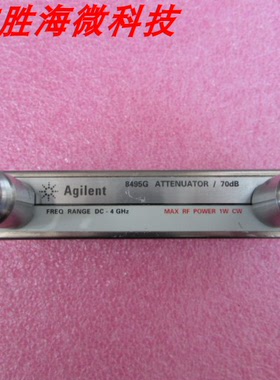 胜海微科技
Agilent 8495G ATTENUATOR / 70dB
FREQ RANGE DC - 4 GHz MAX RF POWER 1W CW